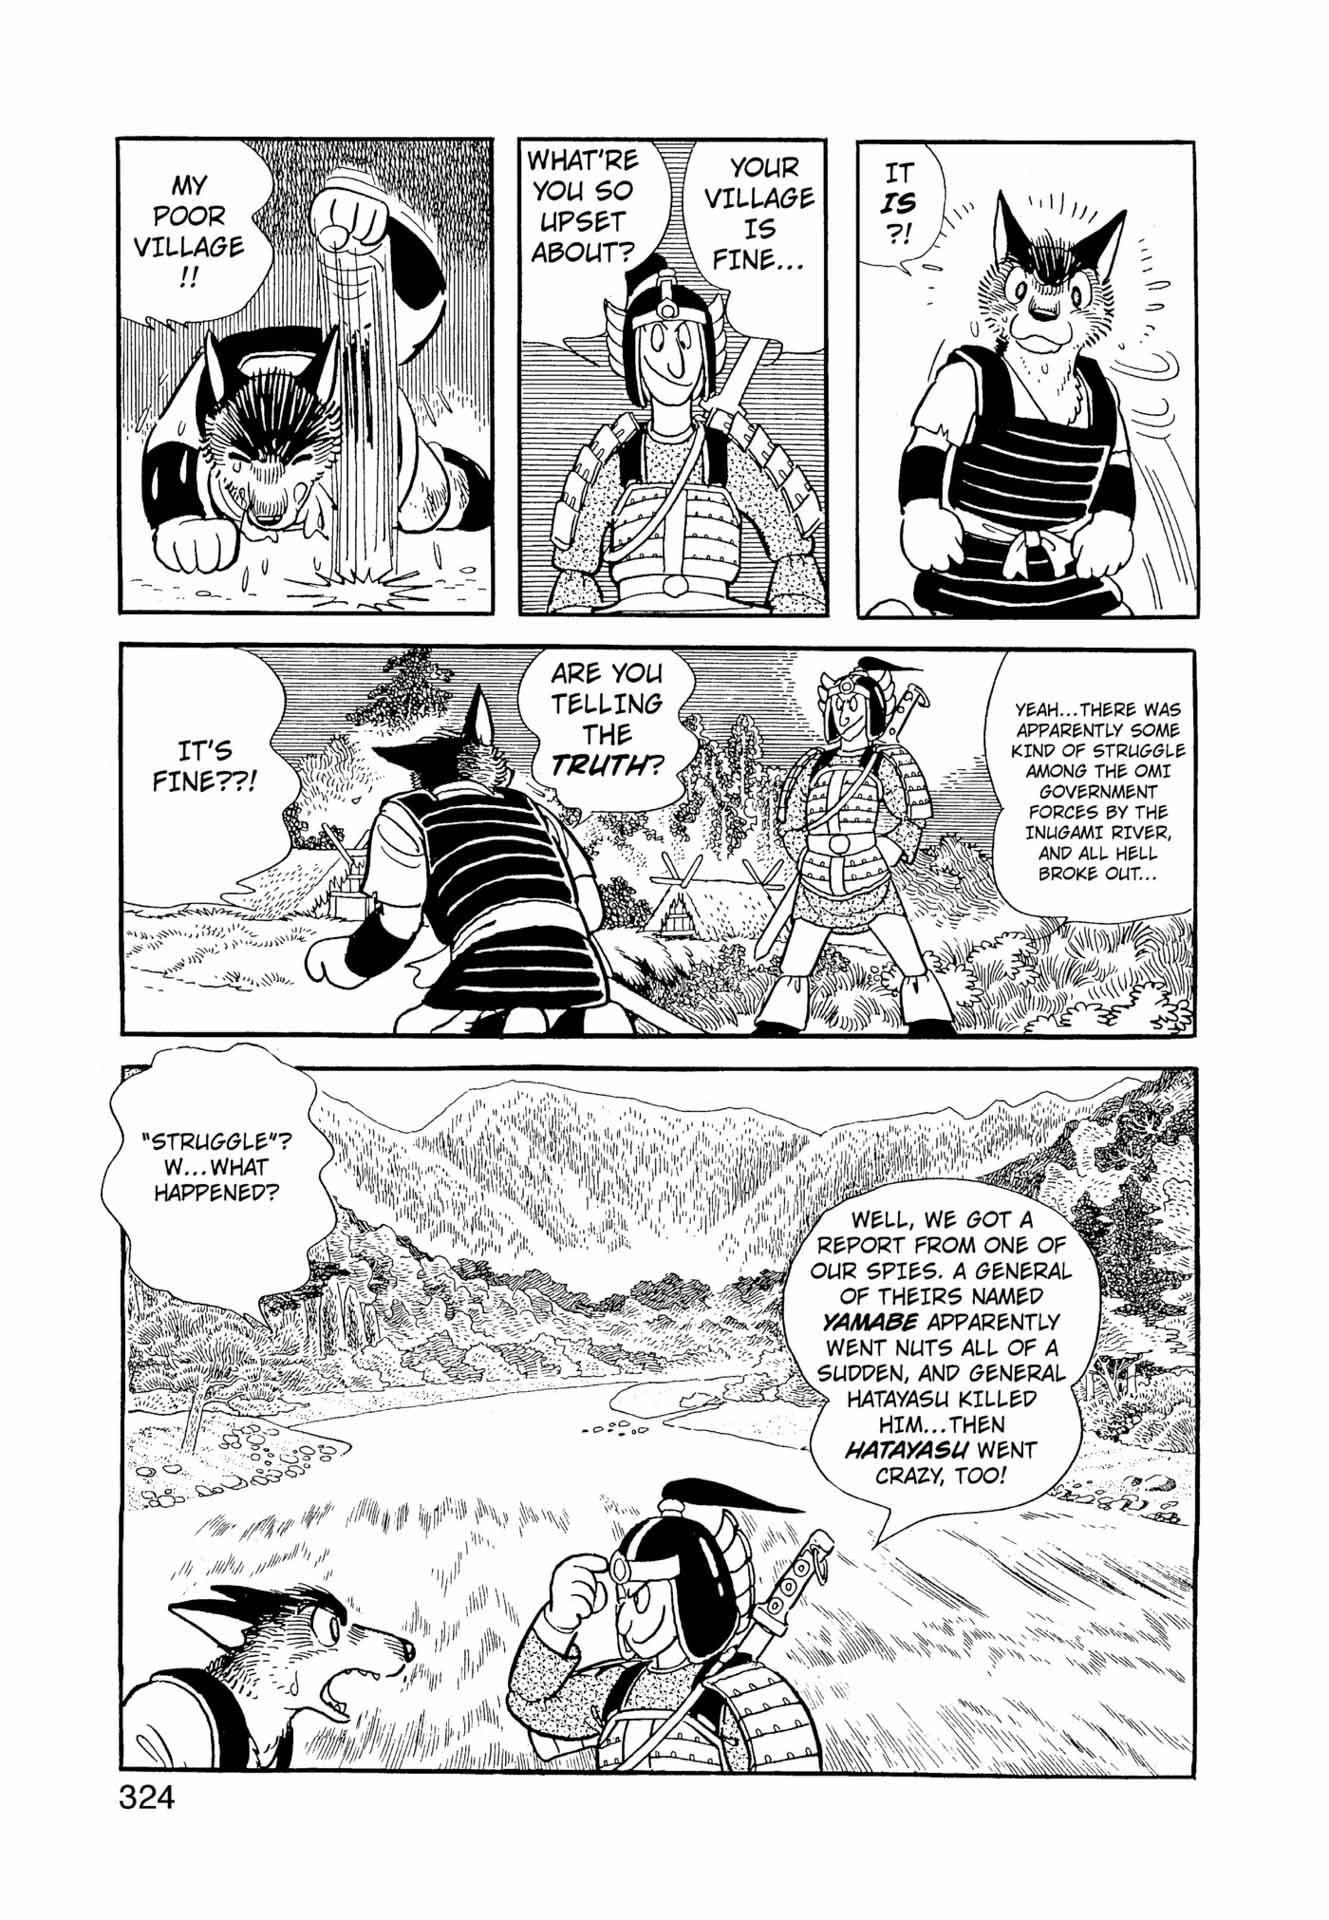 MY
POOR
VILLAGE
!!
WHAT'RE
YOU SO
UPSET
ABOUT?
YOUR
VILLAGE
IS
FINE...
IT
IS
?!
IT'S
FINE??!
ARE YOU
TELLING
THE
TRUTH?
YEAH...THERE WAS
APPARENTLY SOME
KIND OF STRUGGLE
AMONG THE OMI
GOVERNMENT
FORCES BY THE
INUGAMI RIVER,
AND ALL HELL
BROKE OUT...
"STRUGGLE"?
W...WHAT
HAPPENED?
WELL, WE GOT A
REPORT FROM ONE OF
OUR SPIES. A GENERAL
OF THEIRS NAMED
YAMABE APPARENTLY
WENT NUTS ALL OF A
SUDDEN, AND GENERAL
HATAYASU KILLED
HIM...THEN
HATAYASU WENT
CRAZY, TOO!
324